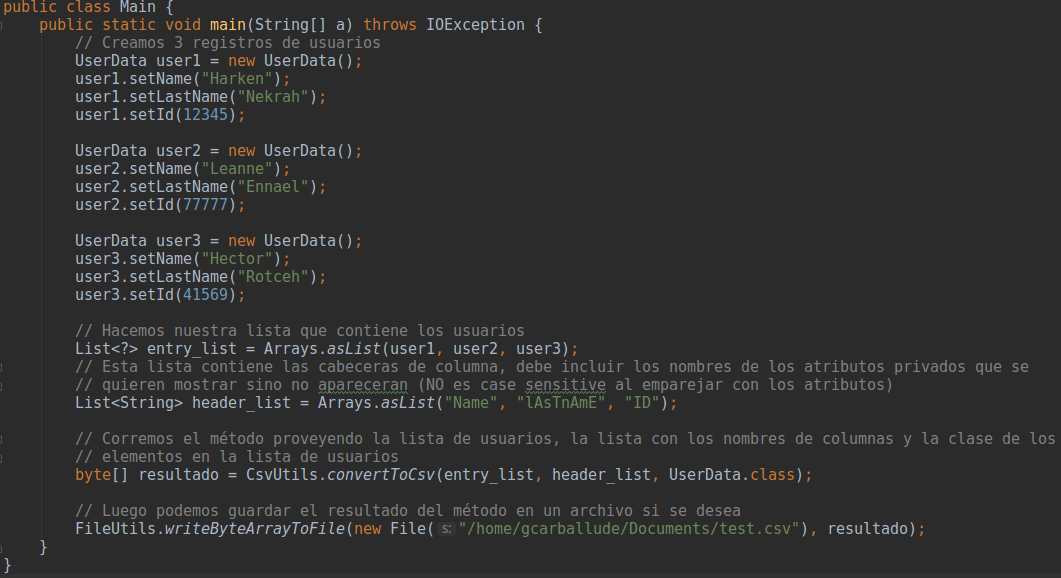 public class Main {
    public static void main(String[] a) throws IOException {
        // Creamos 3 registros de usuarios
        UserData user1 = new UserData();
        user1.setName("Harken");
        user1.setLastName("Nekrah");
        user1.setId(12345);

        UserData user2 = new UserData();
        user2.setName("Leanne");
        user2.setLastName("Ennael");
        user2.setId(77777);

        UserData user3 = new UserData();
        user3.setName("Hector");
        user3.setLastName("Rotceh");
        user3.setId(41569);

        // Hacemos nuestra lista que contiene los usuarios
        List<?> entry_list = Arrays.asList(user1, user2, user3);
        // Esta lista contiene las cabeceras de columna, debe incluir los nombres de los atributos privados que se
        // quieren mostrar sino no apareceran (NO es case sensitive al emparejar con los atributos)
        List<String> header_list = Arrays.asList("Name", "lAsTnAmE", "ID");

        // Corremos el método proveyendo la lista de usuarios, la lista con los nombres de columnas y la clase de los
        // elementos en la lista de usuarios
        byte[] resultado = CsvUtils.convertToCsv(entry_list, header_list, UserData.class);

        // Luego podemos guardar el resultado del método en un archivo si se desea
        FileUtils.writeByteArrayToFile(new File( s: "/home/gcarballude/Documents/test.csv"), resultado);
    }
}